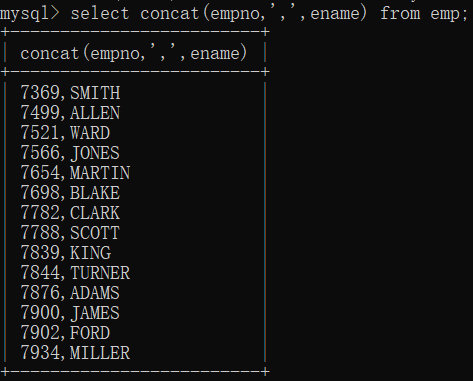 mysql> select concat(empno,',',ename) from emp;
concat(empno,',',ename)
7369,SMITH
7499,ALLEN
7521,WARD
7566,JONES
7654,MARTIN
7698,BLAKE
7782,CLARK
7788,SCOTT
7839,KING
7844,TURNER
7876,ADAMS
7900,JAMES
7902,FORD
7934,MILLER